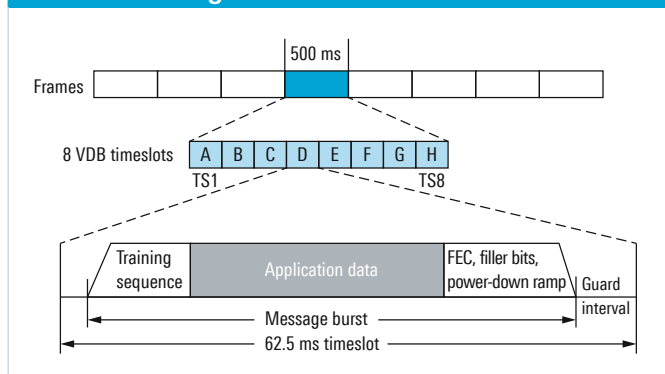 500 ms
Frames
8 VDB timeslots
A B C D E F G H
TS1 TS8
Training
sequence
Application data
FEC, filler bits,
power-down ramp
Guard
interval
Message burst
62.5 ms timeslot